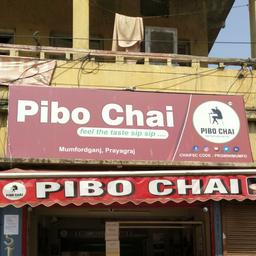 Pibo Chai
feel the taste sip sip ....
Mumfordganj, Prayagraj
PIBO CHAI
PIBO CHAI